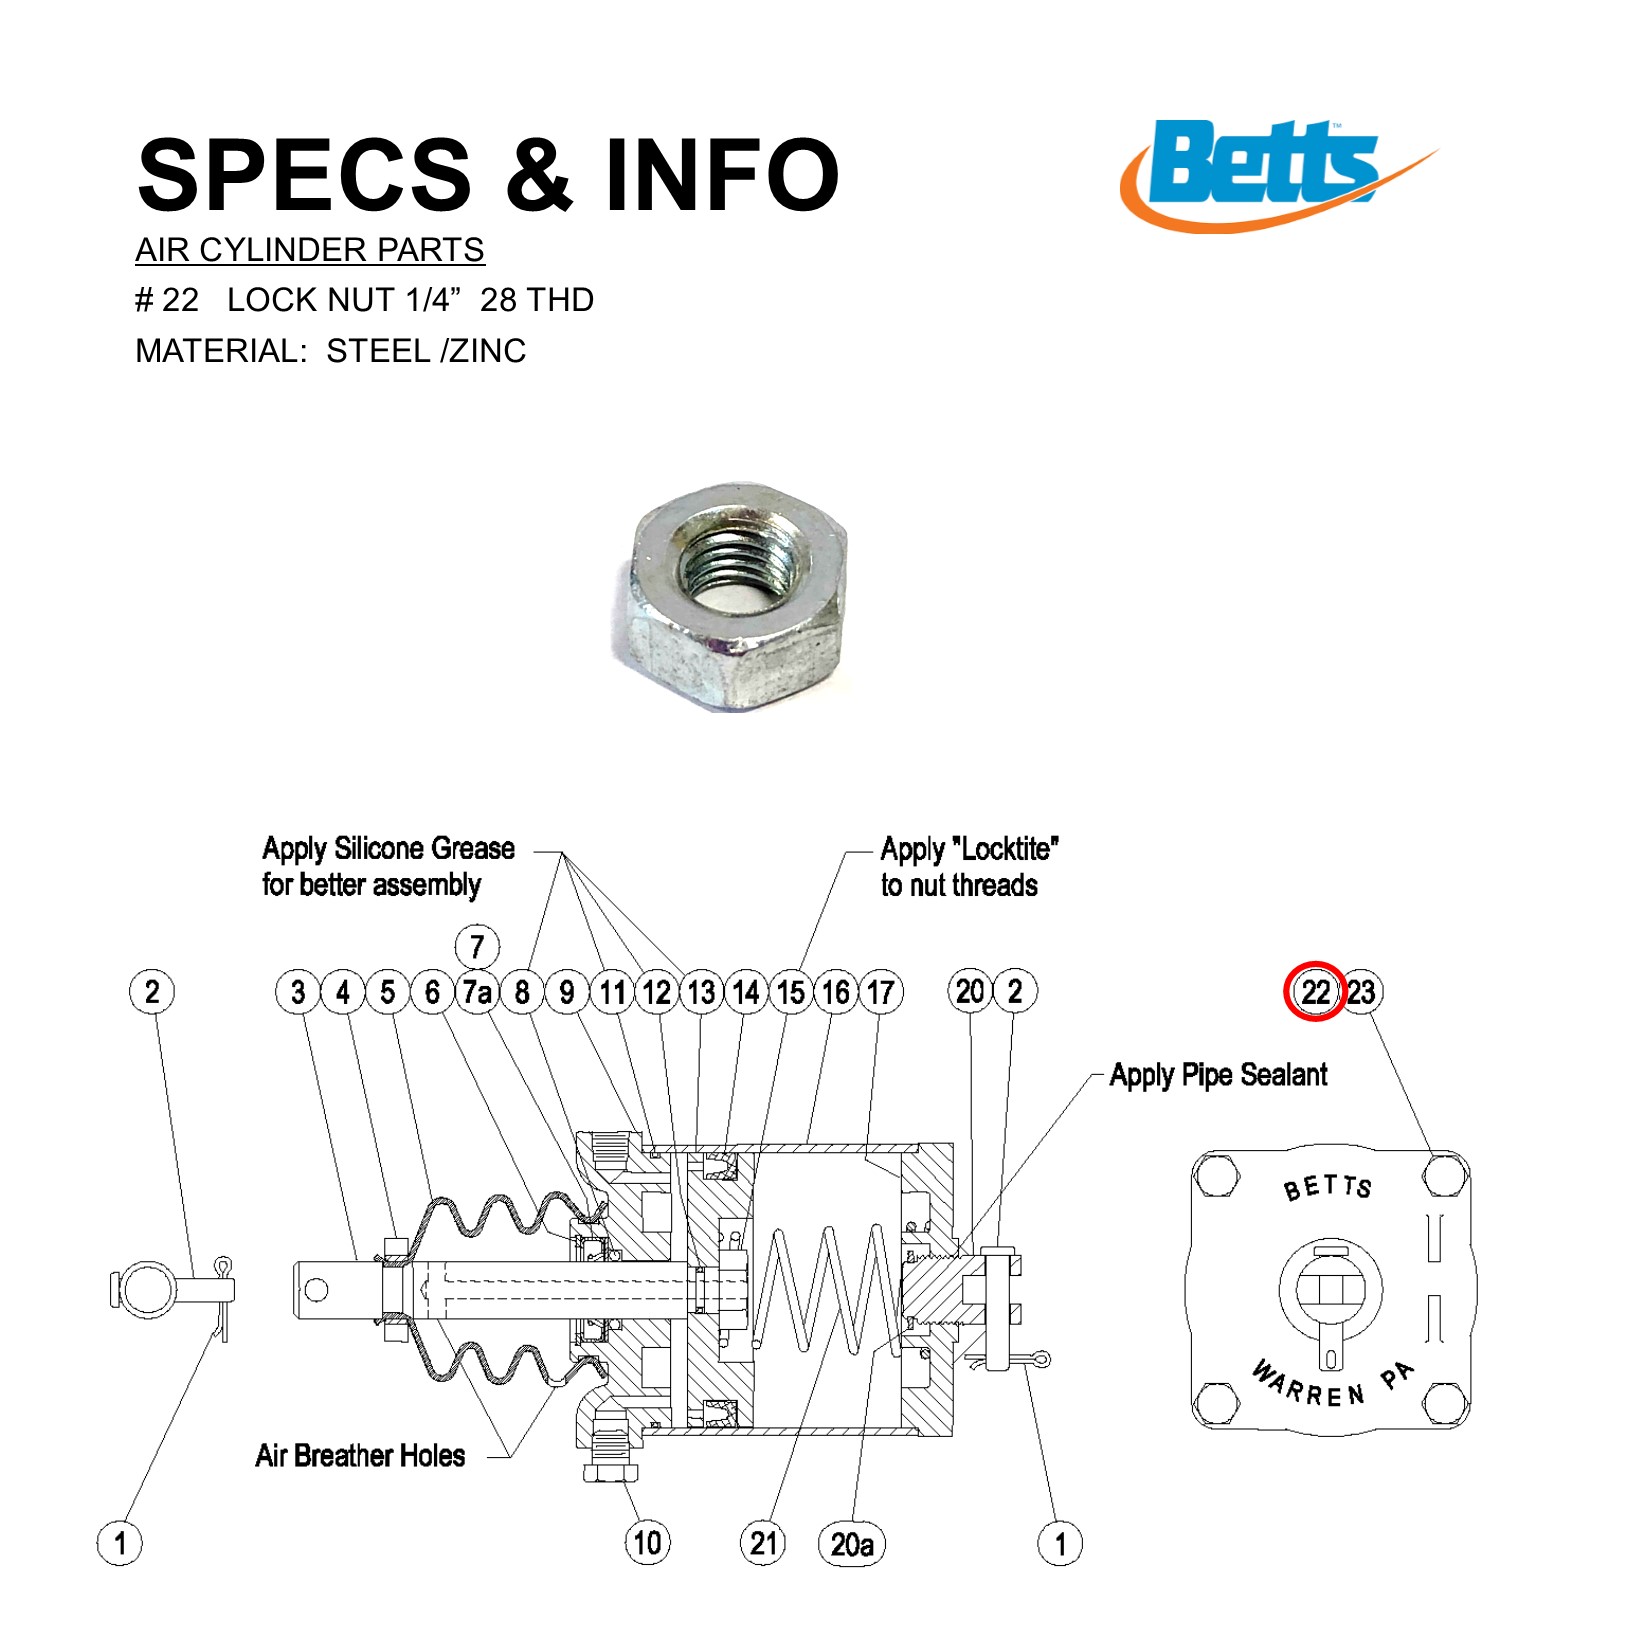 SPECS & INFO
Betts™
AIR CYLINDER PARTS
# 22 LOCK NUT 1/4” 28 THD
MATERIAL: STEEL /ZINC
Apply Silicone Grease
for better assembly
Apply "Locktite"
to nut threads
7
2 3 4 5 6 7a 8 9 11 12 13 14 15 16 17 20 2 22 23
Apply Pipe Sealant
BETTS
WARREN PA
Air Breather Holes
1 10 21 20a 1